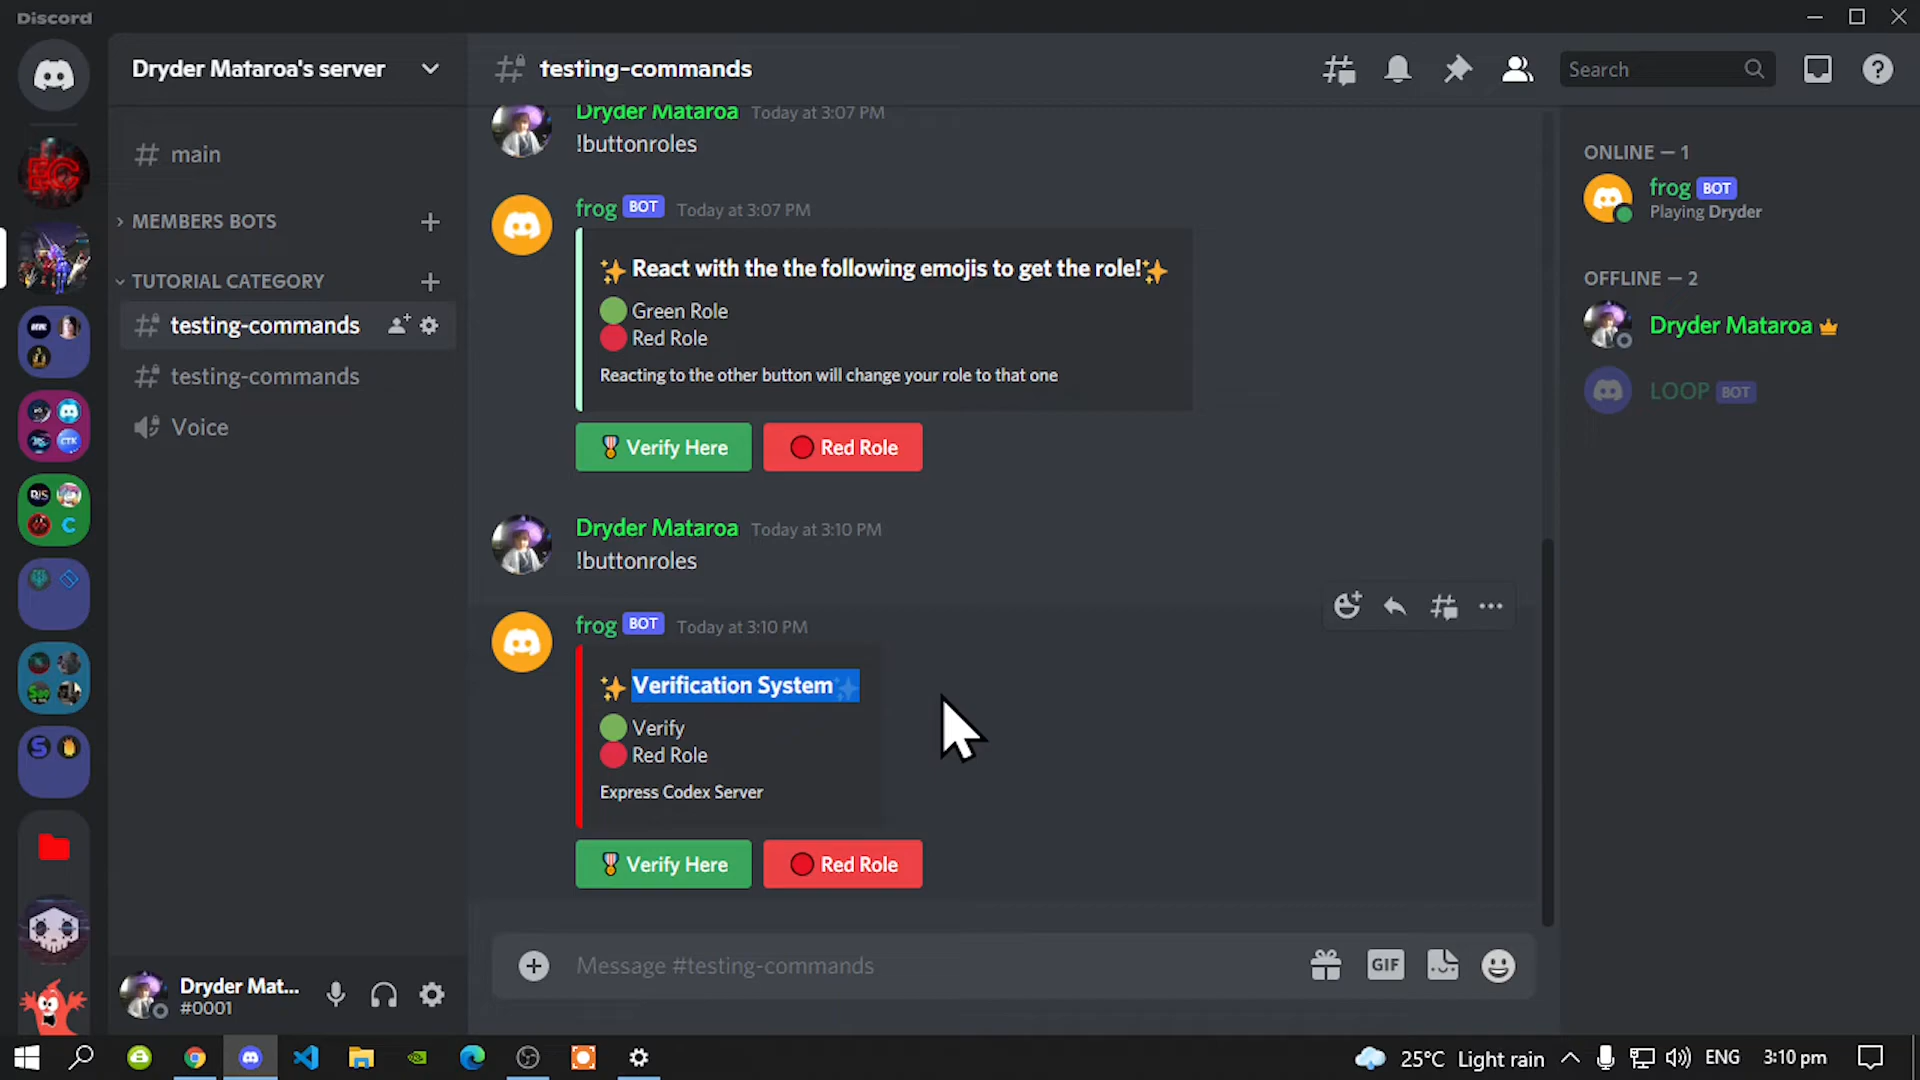 Discord
Dryder Mataroa's server
testing-commands
Search
main
MEMBERS BOTS
TUTORIAL CATEGORY
testing-commands
testing-commands
Voice
Dryder Mataroa Today at 3:07 PM
!buttonroles
frog BOT Today at 3:07 PM
✨React with the the following emojis to get the role!✨
🟢 Green Role
🔴 Red Role
Reacting to the other button will change your role to that one
🎖 Verify Here
🔴 Red Role
Dryder Mataroa Today at 3:10 PM
!buttonroles
frog BOT Today at 3:10 PM
✨Verification System✨
🟢 Verify
🔴 Red Role
Express Codex Server
🎖 Verify Here
🔴 Red Role
Message #testing-commands
GIF
ONLINE — 1
frog BOT
Playing Dryder
OFFLINE — 2
Dryder Mataroa
LOOP BOT
EC
CTK
C
S
Dryder Mat...
#0001
25°C Light rain
ENG
3:10 pm